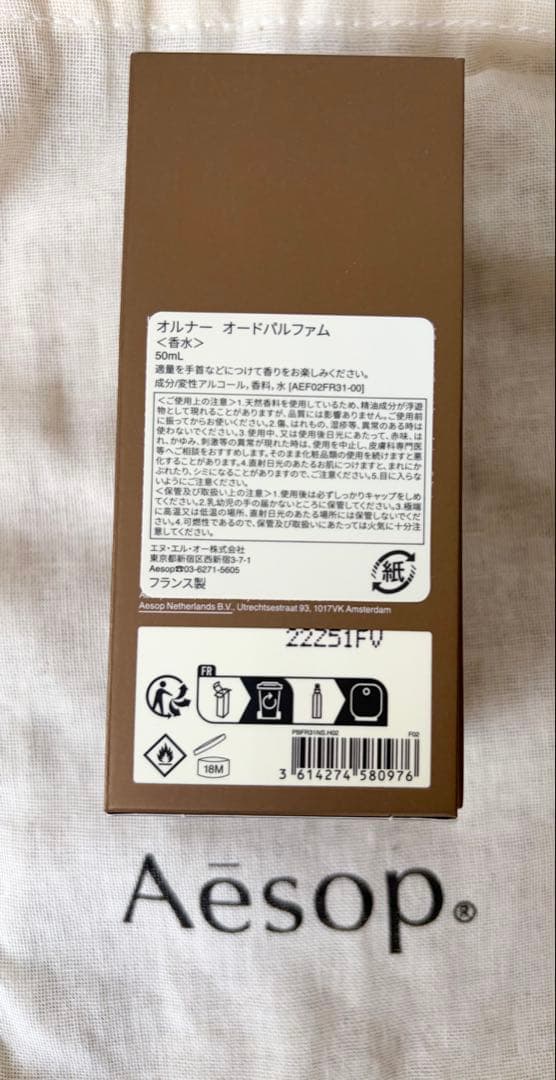 オルナー オードパルファム
＜香水＞
50mL
適量を手首などにつけて香りをお楽しみください。
成分/変性アルコール，香料，水 [AEF02FR31-00]
＜ご使用上の注意＞1.天然香料を使用しているため、精油成分が浮遊
物として現れることがありますが、品質には影響ありません。ご使用前
に振ってからお使いください。2.傷、はれもの、湿疹等、異常のある時は
使わないでください。3.使用中、又は使用後日光にあたって、赤味、は
れ、かゆみ、刺激等の異常が現れた時は、使用を中止し、皮膚科専門医
等へご相談をおすすめします。そのまま化粧品類の使用を続けますと悪
化することがあります。4.直射日光のあたるお肌につけますと、まれにか
ぶれたり、シミになることがありますので、ご注意ください。5.目に入らな
いようにご注意ください。
＜保管及び取扱い上の注意＞1.使用後は必ずしっかりキャップをしめ
てください。2.乳幼児の手の届かないところに保管してください。3.極端
に高温又は低温の場所、直射日光のあたる場所には保管しないでくだ
さい。4.可燃性であるので、保管及び取扱いにあたっては火気に十分注
意してください。
エヌ・エル・オー株式会社
東京都新宿区西新宿3-7-1
Aesop☎03-6271-5605
フランス製
紙
Aesop Netherlands B.V., Utrechtsestraat 93, 1017VK Amsterdam
22Z51FV
FR
PBFR31NS.H02 F02
18M
3 614274 580976
Aēsop.®